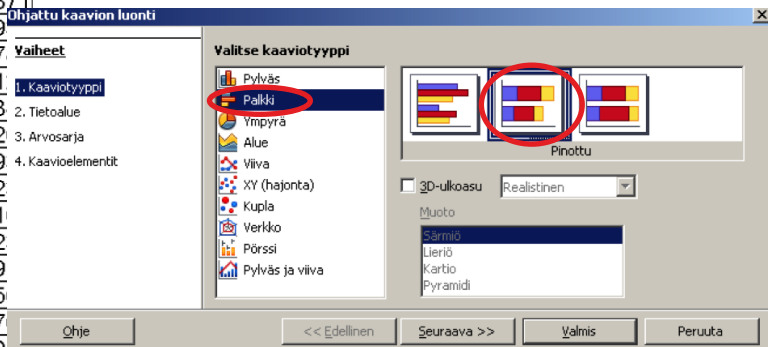 Ohjattu kaavion luonti
Vaiheet
1. Kaaviotyyppi
2. Tietoalue
3. Arvosarja
4. Kaavioelementit
Valitse kaaviotyyppi
Pylväs
Palkki
Ympyrä
Alue
Viiva
XY (hajonta)
Kupla
Verkko
Pörssi
Pylväs ja viiva
Pinottu
3D-ulkoasu
Realistinen
Muoto
Särmiö
Lieriö
Kartio
Pyramidi
Ohje
<< Edellinen
Seuraava >>
Valmis
Peruuta